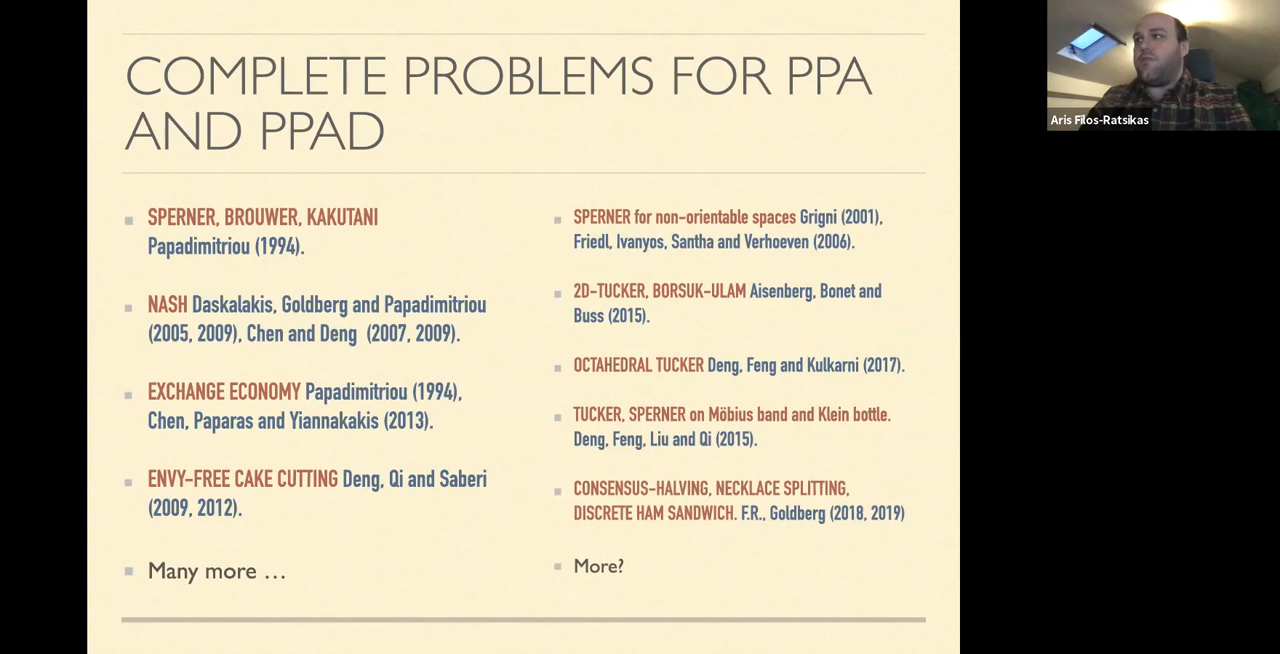 COMPLETE PROBLEMS FOR PPA
AND PPAD
SPERNER, BROUWER, KAKUTANI
Papadimitriou (1994).
NASH Daskalakis, Goldberg and Papadimitriou
(2005, 2009), Chen and Deng (2007, 2009).
EXCHANGE ECONOMY Papadimitriou (1994),
Chen, Paparas and Yiannakakis (2013).
ENVY-FREE CAKE CUTTING Deng, Qi and Saberi
(2009, 2012).
Many more …
SPERNER for non-orientable spaces Grigni (2001),
Friedl, Ivanyos, Santha and Verhoeven (2006).
2D-TUCKER, BORSUK-ULAM Aisenberg, Bonet and
Buss (2015).
OCTAHEDRAL TUCKER Deng, Feng and Kulkarni (2017).
TUCKER, SPERNER on Möbius band and Klein bottle.
Deng, Feng, Liu and Qi (2015).
CONSENSUS-HALVING, NECKLACE SPLITTING,
DISCRETE HAM SANDWICH. F.R., Goldberg (2018, 2019)
More?
Aris Filos-Ratsikas